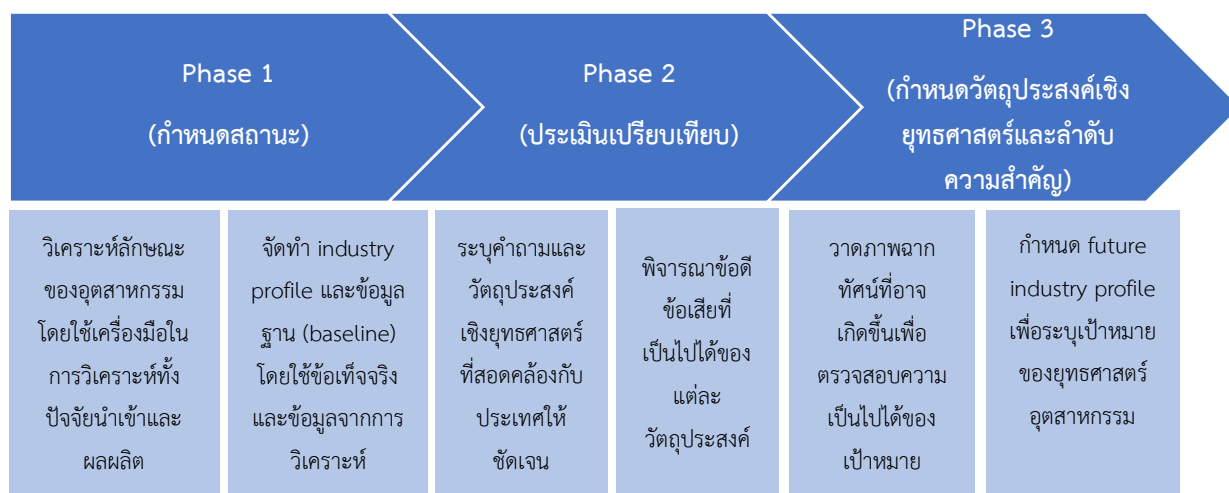 Phase 1
(กำหนดสถานะ)
Phase 2
(ประเมินเปรียบเทียบ)
Phase 3
(กำหนดวัตถุประสงค์เชิง
ยุทธศาสตร์และลำดับ
ความสำคัญ)
วิเคราะห์ลักษณะ
ของอุตสาหกรรม
โดยใช้เครื่องมือใน
การวิเคราะห์ทั้ง
ปัจจัยนำเข้าและ
ผลผลิต
จัดทำ industry
profile และข้อมูล
ฐาน (baseline)
โดยใช้ข้อเท็จจริง
และข้อมูลจากการ
วิเคราะห์
ระบุคำถามและ
วัตถุประสงค์
เชิงยุทธศาสตร์
ที่สอดคล้องกับ
ประเทศให้
ชัดเจน
พิจารณาข้อดี
ข้อเสียที่
เป็นไปได้ของ
แต่ละ
วัตถุประสงค์
วาดภาพฉาก
ทัศน์ที่อาจ
เกิดขึ้นเพื่อ
ตรวจสอบความ
เป็นไปได้ของ
เป้าหมาย
กำหนด future
industry profile
เพื่อระบุเป้าหมาย
ของยุทธศาสตร์
อุตสาหกรรม